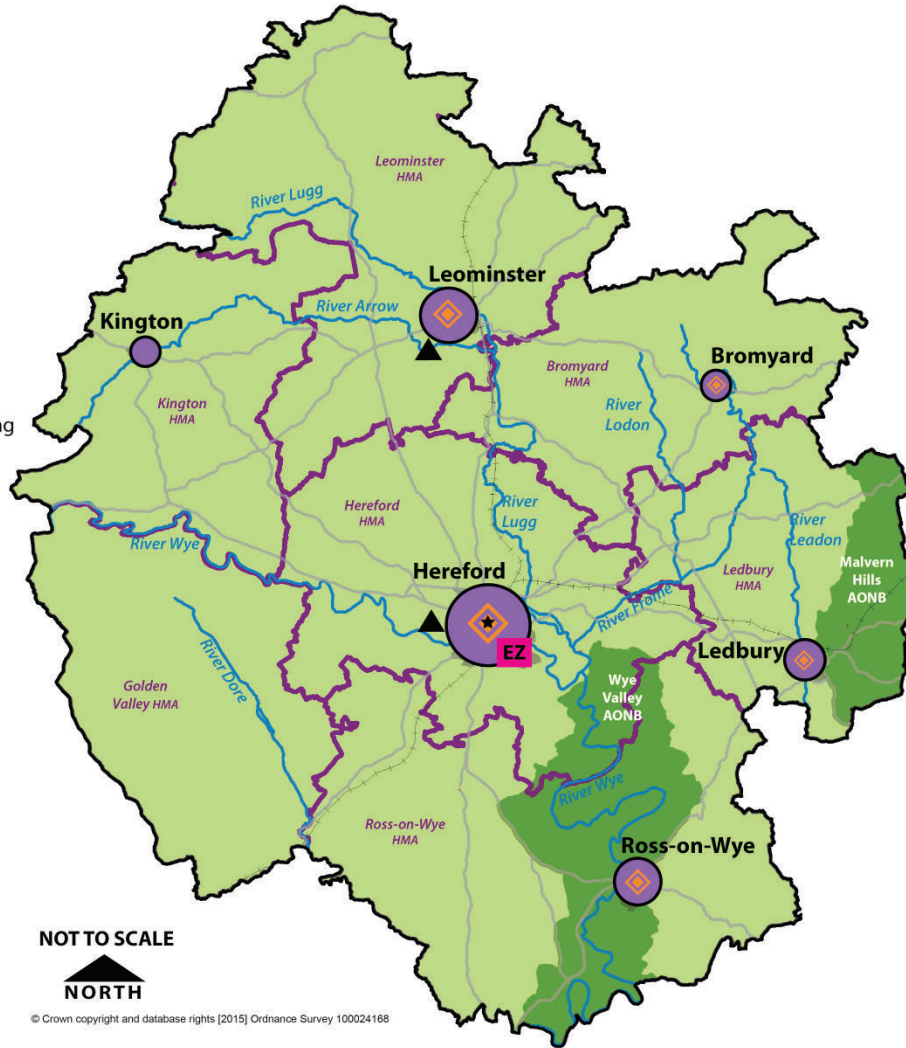 Leominster
HMA
River Lugg
Leominster
River Arrow
Kington
Bromyard
HMA
Bromyard
Kington
HMA
River
Lodon
ng
Hereford
HMA
River
Lugg
River
Leadon
River Wye
Malvern
Hills
AONB
Ledbury
HMA
Hereford
River Frome
EZ
Ledbury
Wye
Valley
AONB
River Dore
Golden
Valley HMA
River Wye
Ross-on-Wye
HMA
Ross-on-Wye
NOT TO SCALE
NORTH
© Crown copyright and database rights [2015] Ordnance Survey 100024168